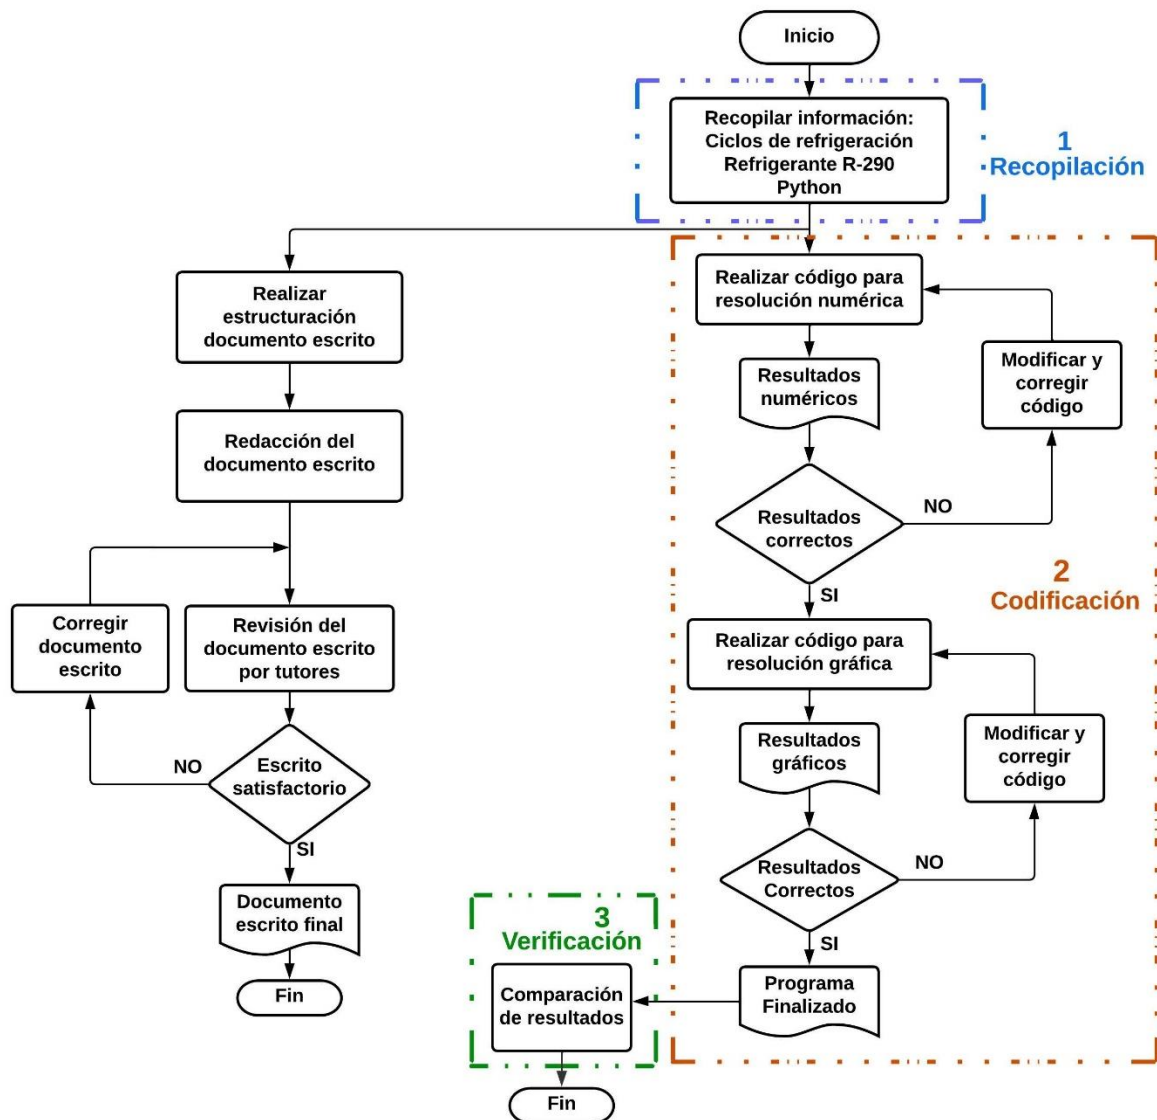 Inicio
Recopilar información:
Ciclos de refrigeración
Refrigerante R-290
Python
1
Recopilación
Realizar
estructuración
documento escrito
Redacción del
documento escrito
Corregir
documento
escrito
Revisión del
documento escrito
por tutores
NO
Escrito
satisfactorio
SI
Documento
escrito final
Fin
Realizar código para
resolución numérica
Resultados
numéricos
Modificar y
corregir
código
NO
Resultados
correctos
SI
2
Codificación
Realizar código para
resolución gráfica
Resultados
gráficos
Modificar y
corregir
código
Resultados
Correctos
NO
SI
Programa
Finalizado
3
Verificación
Comparación
de resultados
Fin